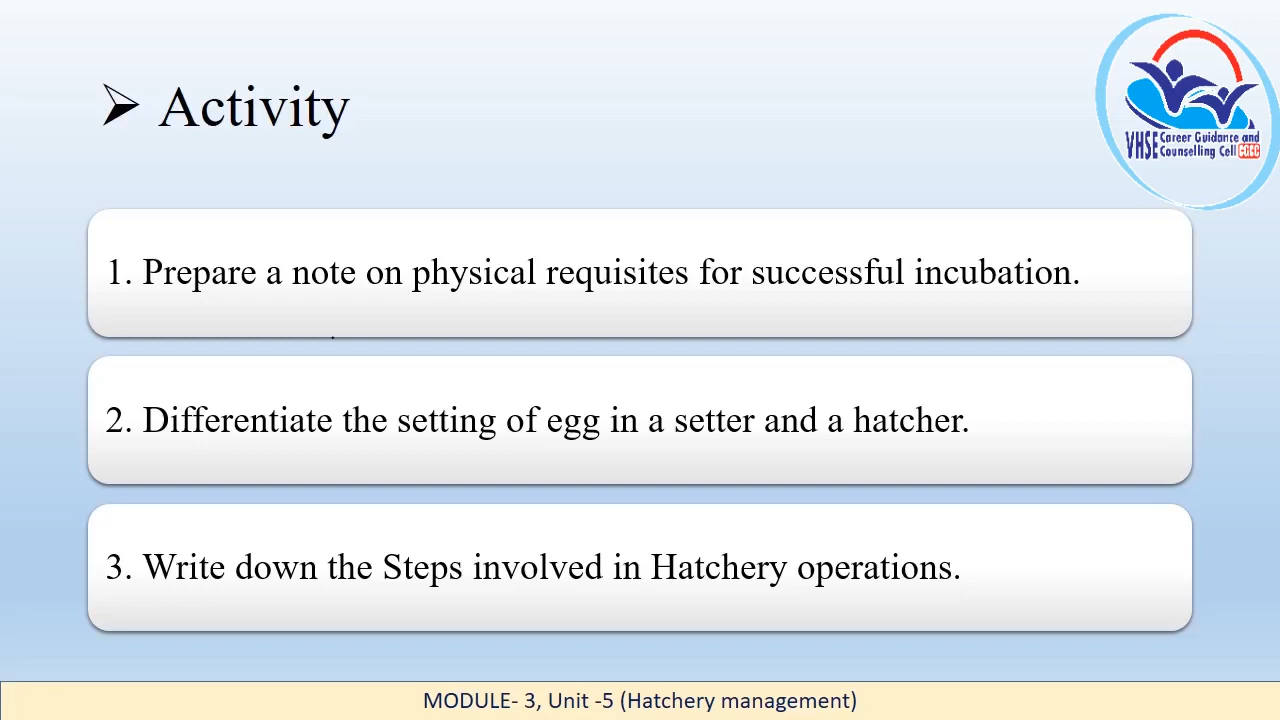 ➢ Activity
VHSE Career Guidance and
Counselling Cell CGCC
1. Prepare a note on physical requisites for successful incubation.
2. Differentiate the setting of egg in a setter and a hatcher.
3. Write down the Steps involved in Hatchery operations.
MODULE- 3, Unit -5 (Hatchery management)